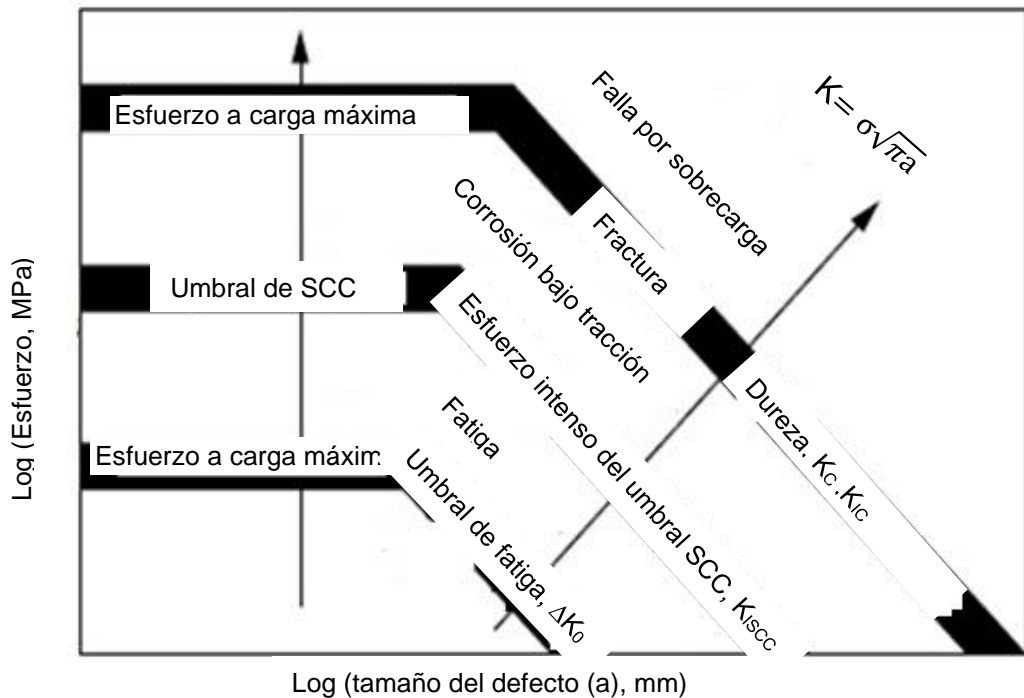 Esfuerzo a carga máxima
Falla por sobrecarga
K= σ√πa
Corrosión bajo tracción
Fractura
Umbral de SCC
Esfuerzo intenso del umbral SCC, KISCC
Dureza. KC .KIC
Fatiga
Esfuerzo a carga máxim
Umbral de fatiga, ΔK0
Log (Esfuerzo, MPa)
Log (tamaño del defecto (a), mm)